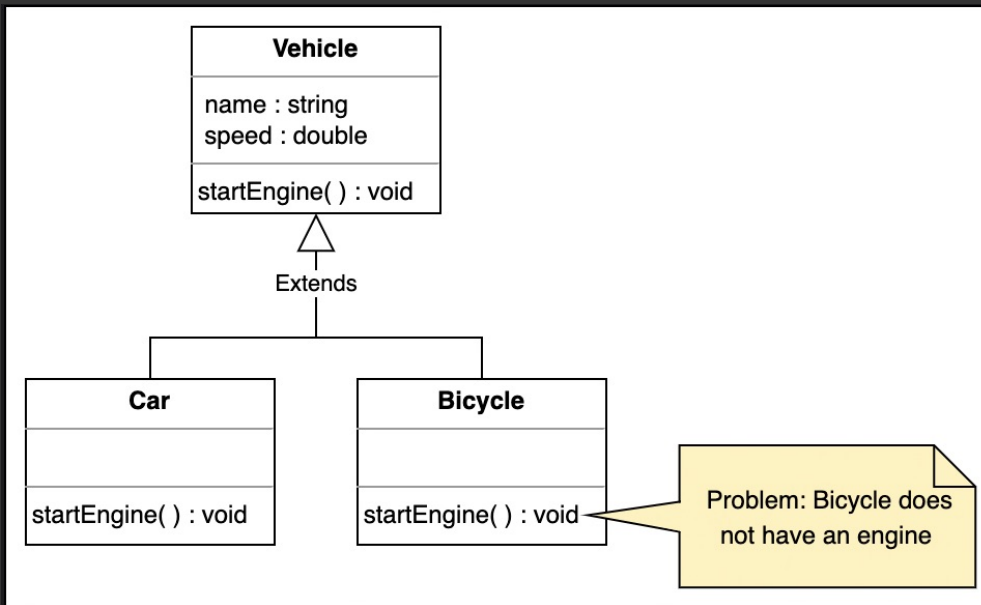 Vehicle
name : string
speed : double
startEngine( ) : void
Extends
Car
startEngine( ) : void
Bicycle
startEngine( ) : void
Problem: Bicycle does
not have an engine